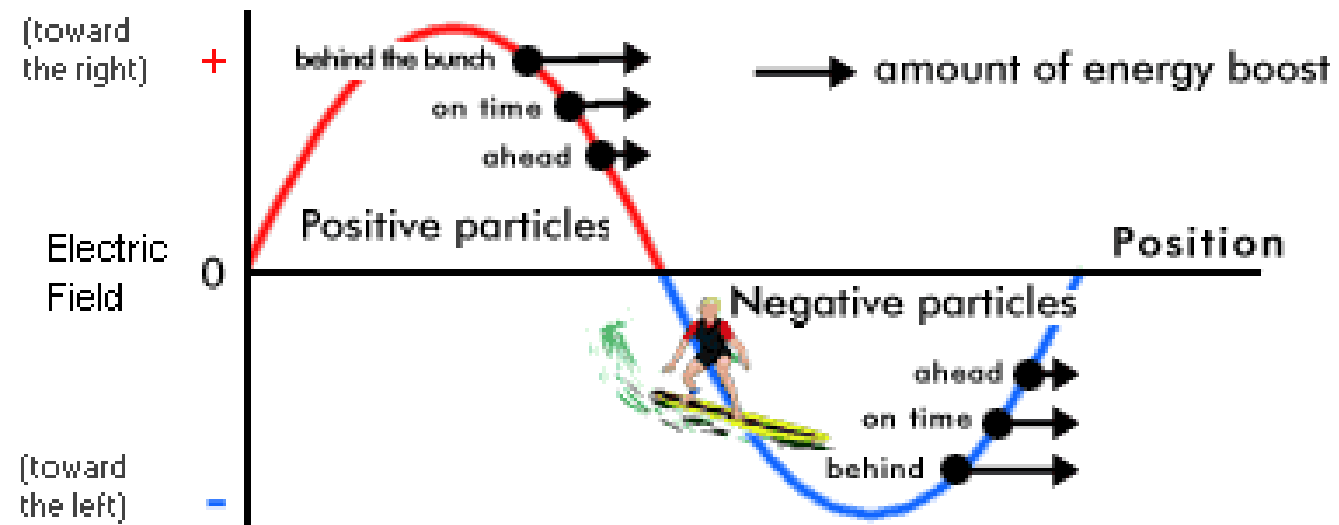 (toward
the right)
+
behind the bunch
amount of energy boost
on time
ahead
Positive particles
Electric
Field
0
Position
Negative particles
ahead
on time
behind
(toward
the left)
-